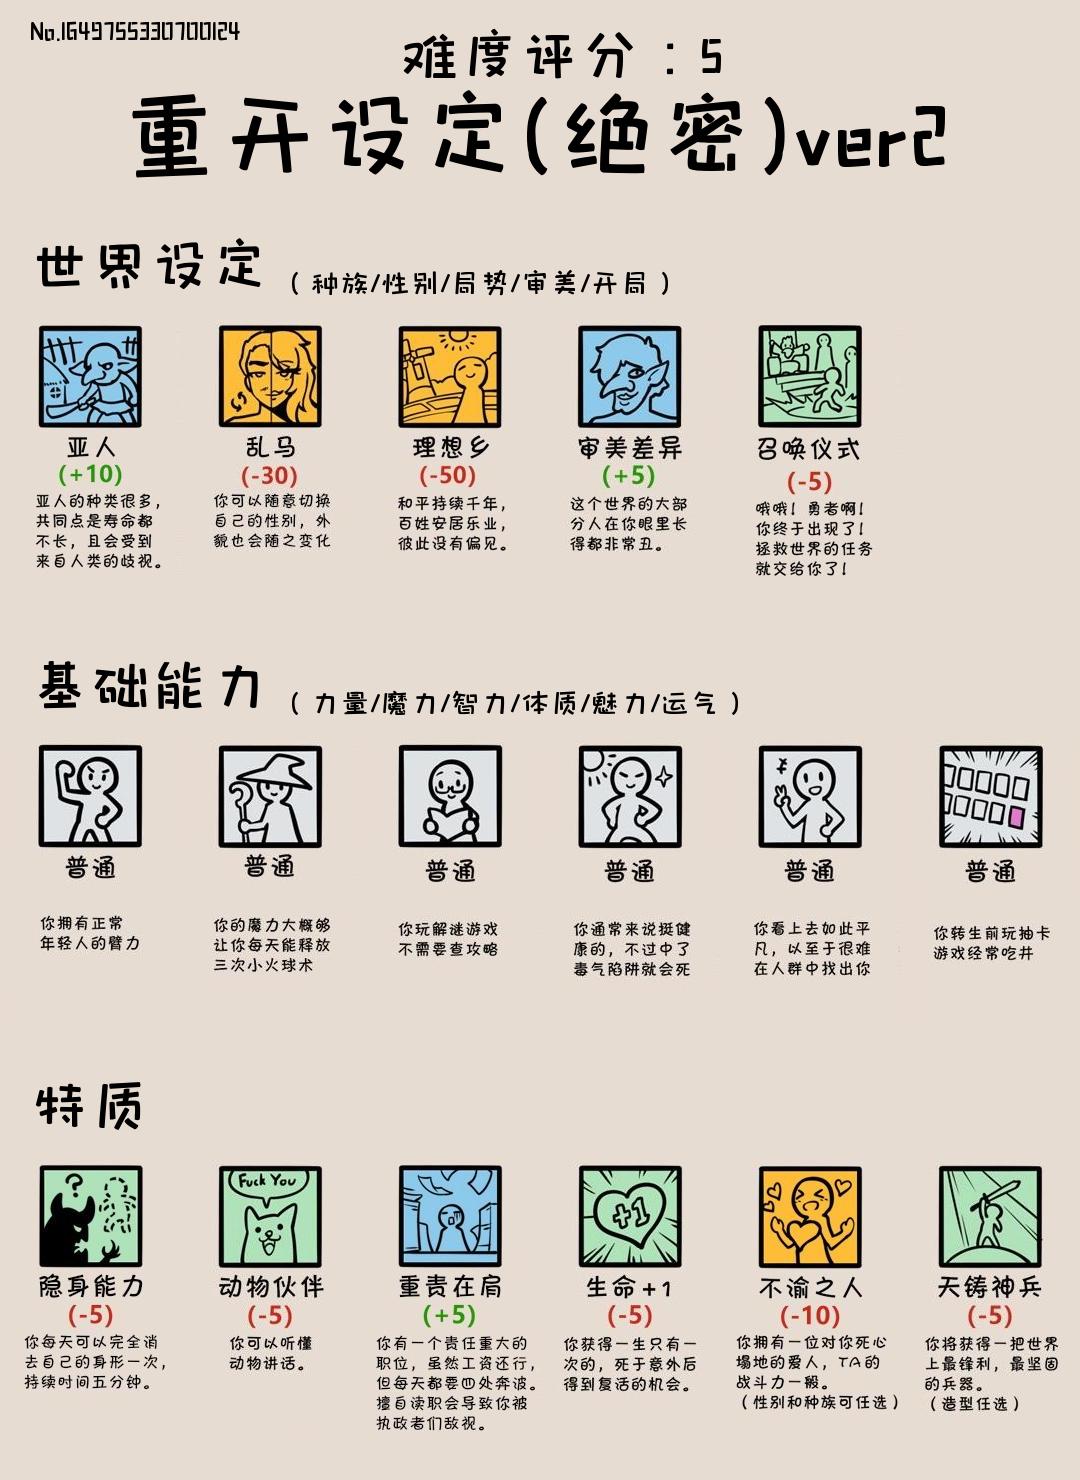 No.1649755330700124
难度评分：5
重开设定(绝密)ver2
世界设定（种族/性别/局势/审美/开局）
亚人 乱马 理想乡 审美差异 召唤仪式
(+10) (-30) (-50) (+5) (-5)
亚人的种类很多，
共同点是寿命都
不长，且会受到
来自人类的歧视。
你可以随意切换
自己的性别，外
貌也会随之变化
和平持续千年，
百姓安居乐业，
彼此没有偏见。
这个世界的大部
分人在你眼里长
得都非常丑。
哦哦！勇者啊！
你终于出现了！
拯救世界的任务
就交给你了！
基础能力（力量/魔力/智力/体质/魅力/运气）
普通 普通 普通 普通 普通 普通
你拥有正常
年轻人的臂力
你的魔力大概够
让你每天能释放
三次小火球术
你玩解谜游戏
不需要查攻略
你通常来说挺健
康的，不过中了
毒气陷阱就会死
你看上去如此平
凡，以至于很难
在人群中找出你
你转生前玩抽卡
游戏经常吃井
特质
Fuck You
+1
隐身能力 动物伙伴 重责在肩 生命+1 不渝之人 天铸神兵
(-5) (-5) (+5) (-5) (-10) (-5)
你每天可以完全消
去自己的身形一次，
持续时间五分钟。
你可以听懂
动物讲话。
你有一个责任重大的
职位，虽然工资还行，
但每天都要四处奔波。
擅自读职会导致你被
执政者们敌视。
你获得一生只有一
次的，死于意外后
得到复活的机会。
你拥有一位对你死心
塌地的爱人，TA的
战斗力一般。
（性别和种族可任选）
你将获得一把世界
上最锋利，最坚固
的兵器。
（造型任选）